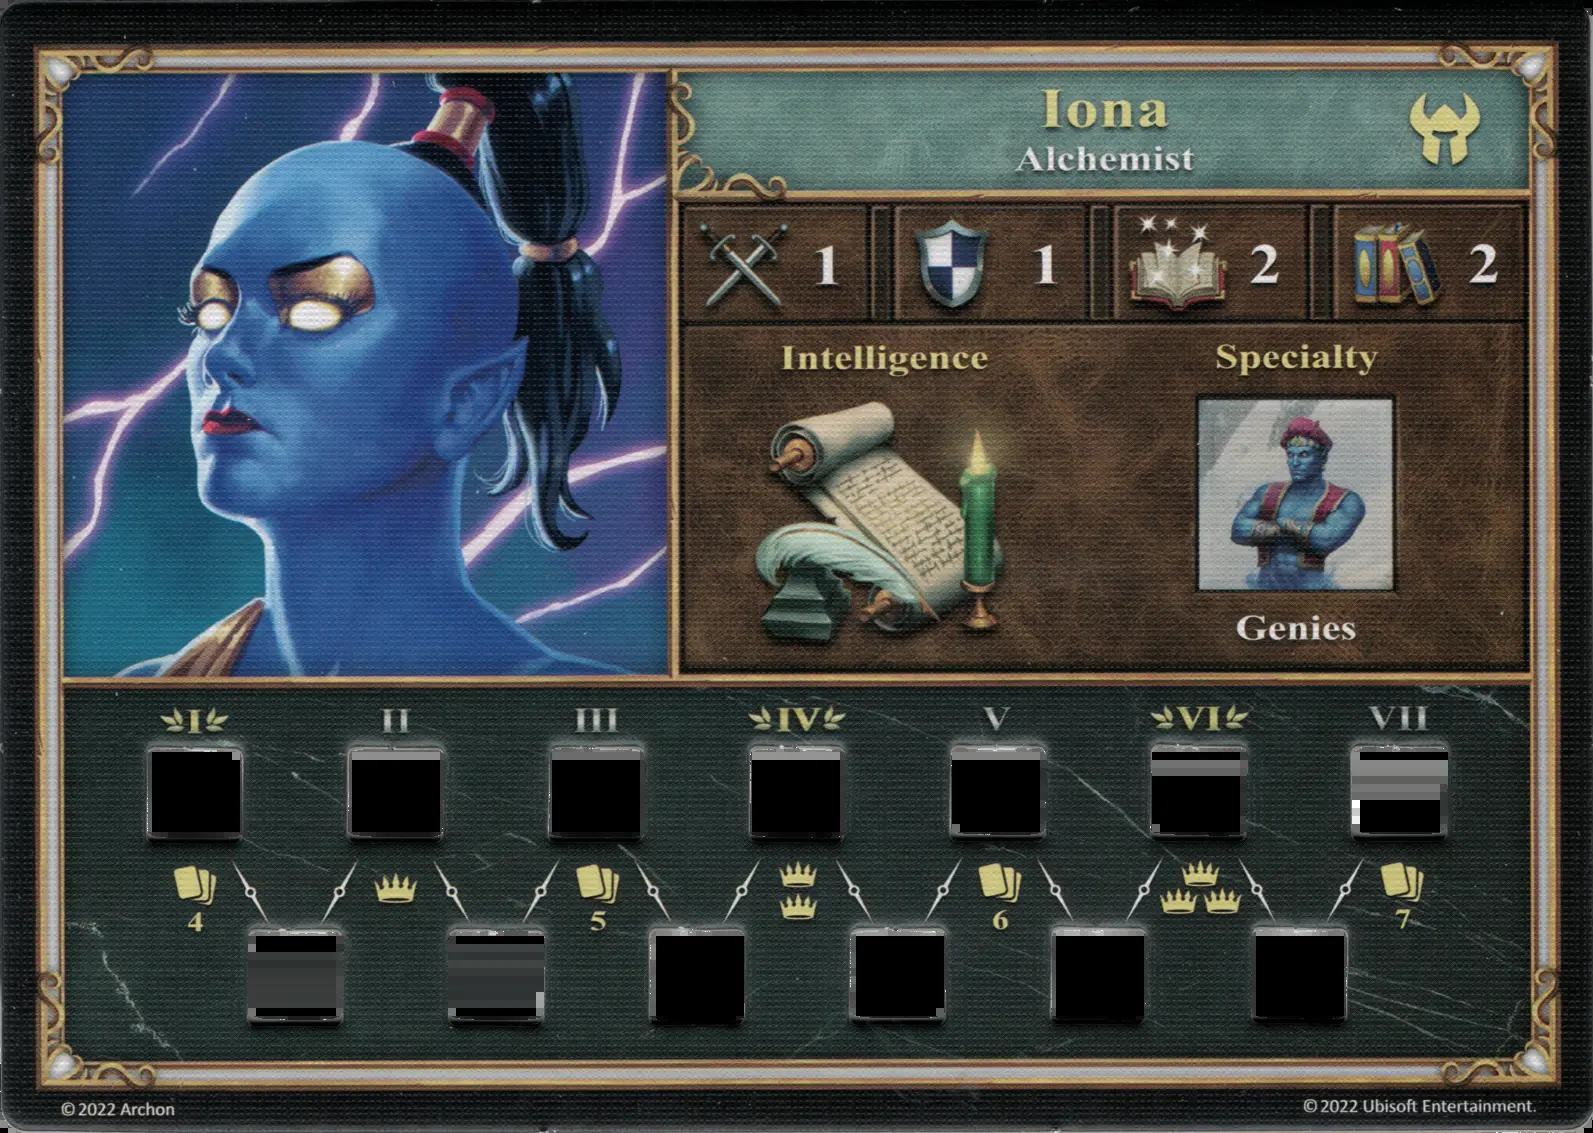 Iona
Alchemist
1 1 2 2
Intelligence Specialty
Genies
I II III IV V VI VII
4 5 6 7
©2022 Archon ©2022 Ubisoft Entertainment.